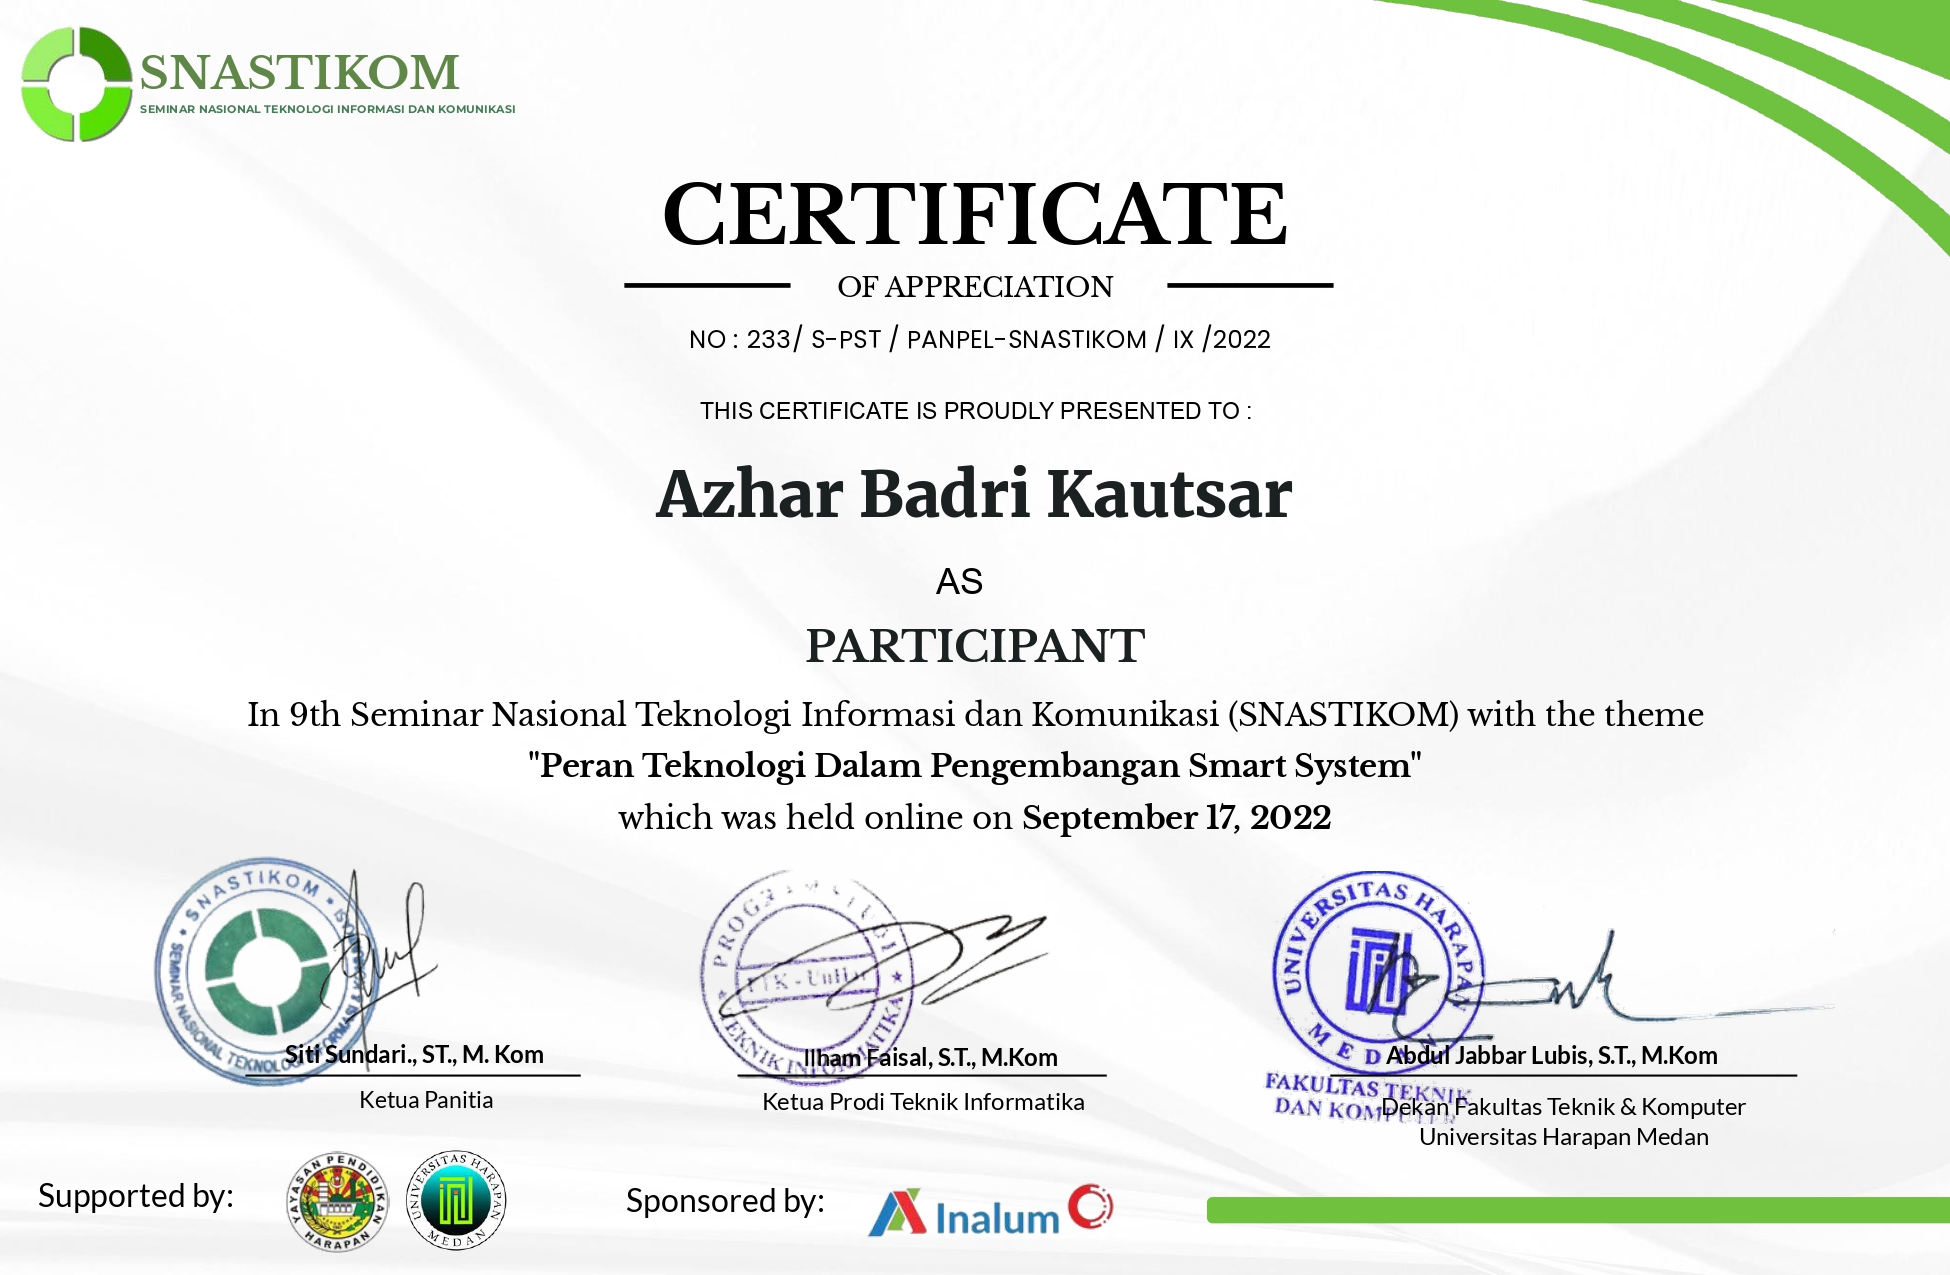 SNASTIKOM
SEMINAR NASIONAL TEKNOLOGI INFORMASI DAN KOMUNIKASI
CERTIFICATE
OF APPRECIATION
NO : 233/ S-PST / PANPEL-SNASTIKOM / IX /2022
THIS CERTIFICATE IS PROUDLY PRESENTED TO :
Azhar Badri Kautsar
AS
PARTICIPANT
In 9th Seminar Nasional Teknologi Informasi dan Komunikasi (SNASTIKOM) with the theme
"Peran Teknologi Dalam Pengembangan Smart System"
which was held online on September 17, 2022
SNASTIKOM
SEMINAR NASIONAL TEKNOLOGI INFORMASI &
Siti Sundari., ST., M. Kom
Ketua Panitia
PROGRAM STUDI
FTK - UnHar
TEKNIK INFORMATIKA
Ilham Faisal, S.T., M.Kom
Ketua Prodi Teknik Informatika
UNIVERSITAS HARAPAN
MEDAN
FAKULTAS TEKNIK
DAN KOMPUTER
Abdul Jabbar Lubis, S.T., M.Kom
Dekan Fakultas Teknik & Komputer
Universitas Harapan Medan
Supported by:
YAYASAN PENDIDIKAN
HARAPAN
UNIVERSITAS HARAPAN
MEDAN
Sponsored by:
Inalum